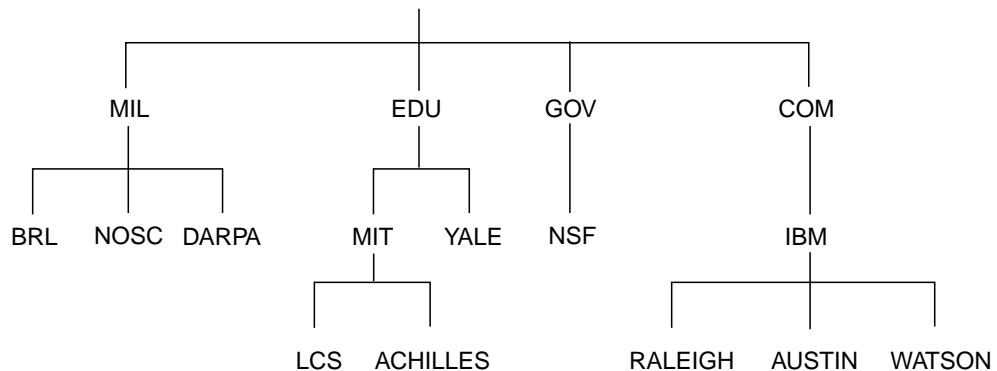 MIL EDU GOV COM
BRL NOSC DARPA MIT YALE NSF IBM
LCS ACHILLES RALEIGH AUSTIN WATSON